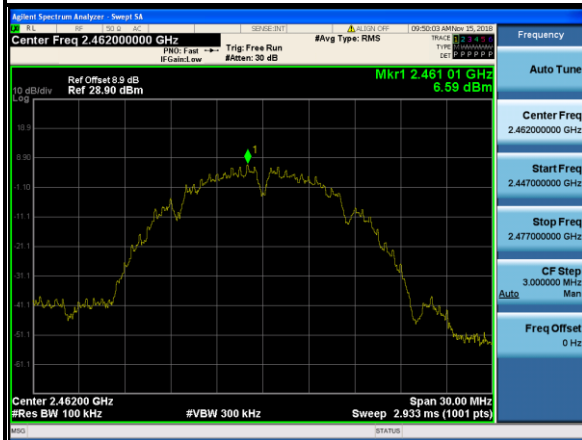 Agilent Spectrum Analyzer - Swept SA
RL RF 50 Ω AC SENSE:INT ALIGN OFF 09:50:03 AM Nov 15, 2018
Center Freq 2.462000000 GHz
PNO: Fast
IFGain:Low
Trig: Free Run
#Atten: 30 dB
#Avg Type: RMS
TRACE 1 2 3 4 5 6
TYPE
DET P P P P P P
Frequency
Auto Tune
Mkr1 2.461 01 GHz
6.59 dBm
Ref Offset 8.9 dB
10 dB/div Ref 28.90 dBm
Log
18.9
8.90
-1.10
-11.1
-21.1
-31.1
-41.1
-51.1
-61.1
1
Center Freq
2.462000000 GHz
Start Freq
2.447000000 GHz
Stop Freq
2.477000000 GHz
CF Step
3.000000 MHz
Auto Man
Freq Offset
0 Hz
Center 2.46200 GHz Span 30.00 MHz
#Res BW 100 kHz #VBW 300 kHz Sweep 2.933 ms (1001 pts)
MSG STATUS